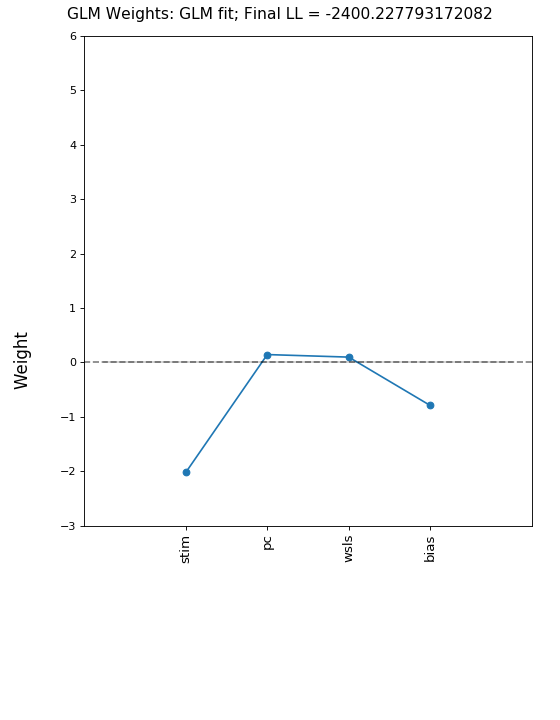 GLM Weights: GLM fit; Final LL = -2400.227793172082
6
5
4
3
2
1
0
−1
−2
−3
Weight
stim
pc
wsls
bias